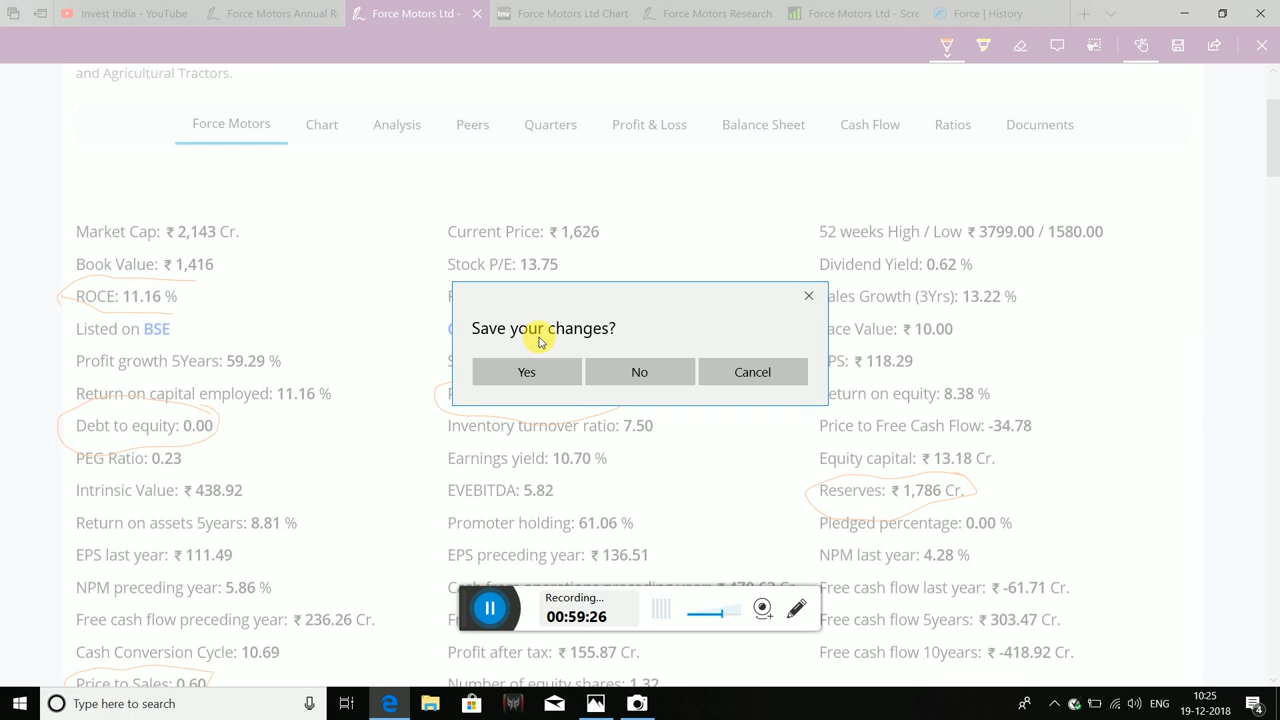 Invest India - YouTube
Force Motors Annual R
Force Motors Ltd -
Force Motors Ltd Chart
Force Motors Research
Force Motors Ltd - Scre
Force | History
and Agricultural Tractors.
Force Motors Chart Analysis Peers Quarters Profit & Loss Balance Sheet Cash Flow Ratios Documents
Market Cap: ₹ 2,143 Cr.
Current Price: ₹ 1,626
52 weeks High / Low ₹ 3799.00 / 1580.00
Book Value: ₹ 1,416
Stock P/E: 13.75
Dividend Yield: 0.62 %
ROCE: 11.16 %
ales Growth (3Yrs): 13.22 %
Listed on BSE
ace Value: ₹ 10.00
Profit growth 5Years: 59.29 %
PS: ₹ 118.29
Return on capital employed: 11.16 %
eturn on equity: 8.38 %
Debt to equity: 0.00
Inventory turnover ratio: 7.50
Price to Free Cash Flow: -34.78
PEG Ratio: 0.23
Earnings yield: 10.70 %
Equity capital: ₹ 13.18 Cr.
Intrinsic Value: ₹ 438.92
EVEBITDA: 5.82
Reserves: ₹ 1,786 Cr.
Return on assets 5years: 8.81 %
Promoter holding: 61.06 %
Pledged percentage: 0.00 %
EPS last year: ₹ 111.49
EPS preceding year: ₹ 136.51
NPM last year: 4.28 %
NPM preceding year: 5.86 %
Free cash flow last year: ₹ -61.71 Cr.
Free cash flow preceding year: ₹ 236.26 Cr.
Free cash flow 5years: ₹ 303.47 Cr.
Cash Conversion Cycle: 10.69
Profit after tax: ₹ 155.87 Cr.
Free cash flow 10years: ₹ -418.92 Cr.
Price to Sales: 0.60
Number of equity shares: 1.32
Save your changes?
Yes No Cancel
Recording...
00:59:26
Type here to search
ENG
10:25
19-12-2018
4